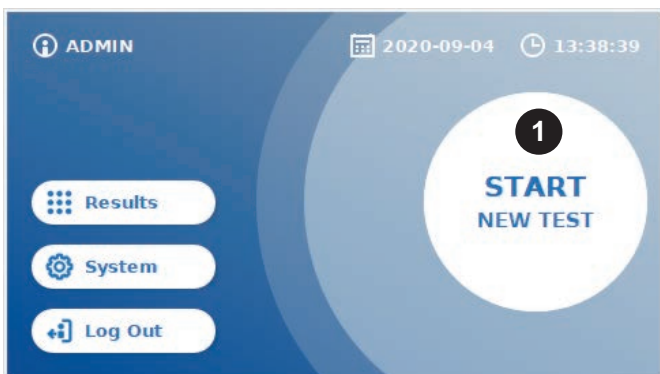 ADMIN 2020-09-04 13:38:39
1
START
NEW TEST
Results
System
Log Out